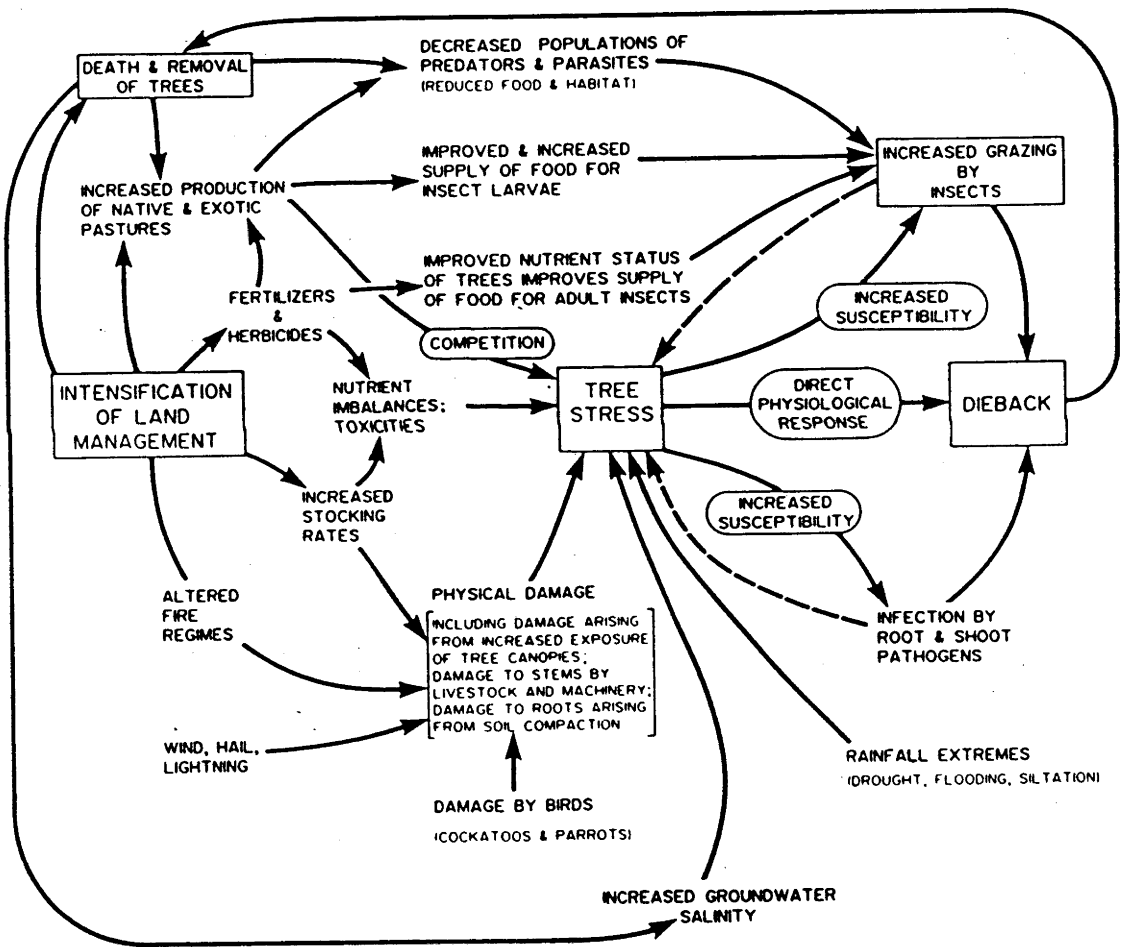 DEATH & REMOVAL
OF TREES
DECREASED POPULATIONS OF
PREDATORS & PARASITES
(REDUCED FOOD & HABITAT)
INCREASED PRODUCTION
OF NATIVE & EXOTIC
PASTURES
IMPROVED & INCREASED
SUPPLY OF FOOD FOR
INSECT LARVAE
INCREASED GRAZING
BY
INSECTS
IMPROVED NUTRIENT STATUS
OF TREES IMPROVES SUPPLY
OF FOOD FOR ADULT INSECTS
FERTILIZERS
&
HERBICIDES
COMPETITION
INCREASED
SUSCEPTIBILITY
INTENSIFICATION
OF LAND
MANAGEMENT
NUTRIENT
IMBALANCES;
TOXICITIES
TREE
STRESS
DIRECT
PHYSIOLOGICAL
RESPONSE
DIEBACK
INCREASED
STOCKING
RATES
INCREASED
SUSCEPTIBILITY
ALTERED
FIRE
REGIMES
PHYSICAL DAMAGE
INCLUDING DAMAGE ARISING
FROM INCREASED EXPOSURE
OF TREE CANOPIES;
DAMAGE TO STEMS BY
LIVESTOCK AND MACHINERY;
DAMAGE TO ROOTS ARISING
FROM SOIL COMPACTION
INFECTION BY
ROOT & SHOOT
PATHOGENS
WIND, HAIL,
LIGHTNING
RAINFALL EXTREMES
(DROUGHT, FLOODING, SILTATION)
DAMAGE BY BIRDS
(COCKATOOS & PARROTS)
INCREASED GROUNDWATER
SALINITY